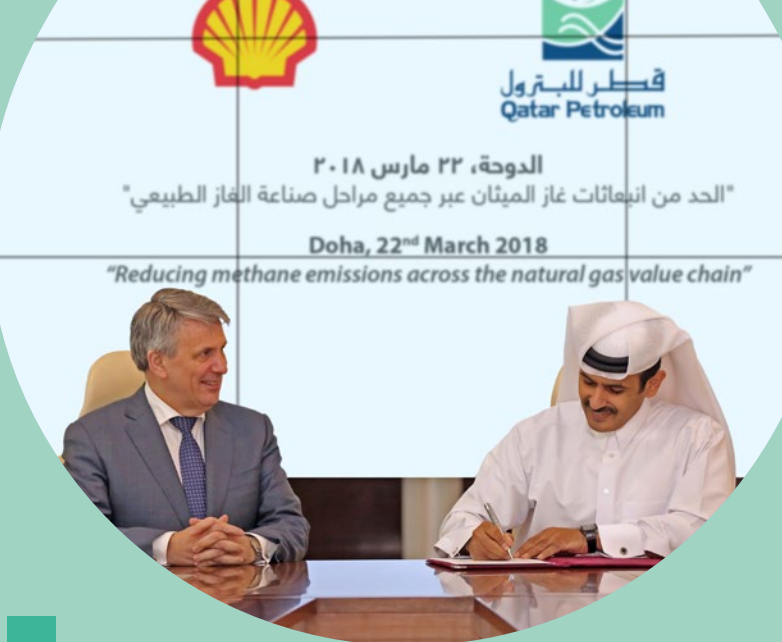 قطر للبترول
Qatar Petroleum
الدوحة، ٢٢ مارس ٢٠١٨
"الحد من انبعاثات غاز الميثان عبر جميع مراحل صناعة الغاز الطبيعي"
Doha, 22nd March 2018
“Reducing methane emissions across the natural gas value chain”